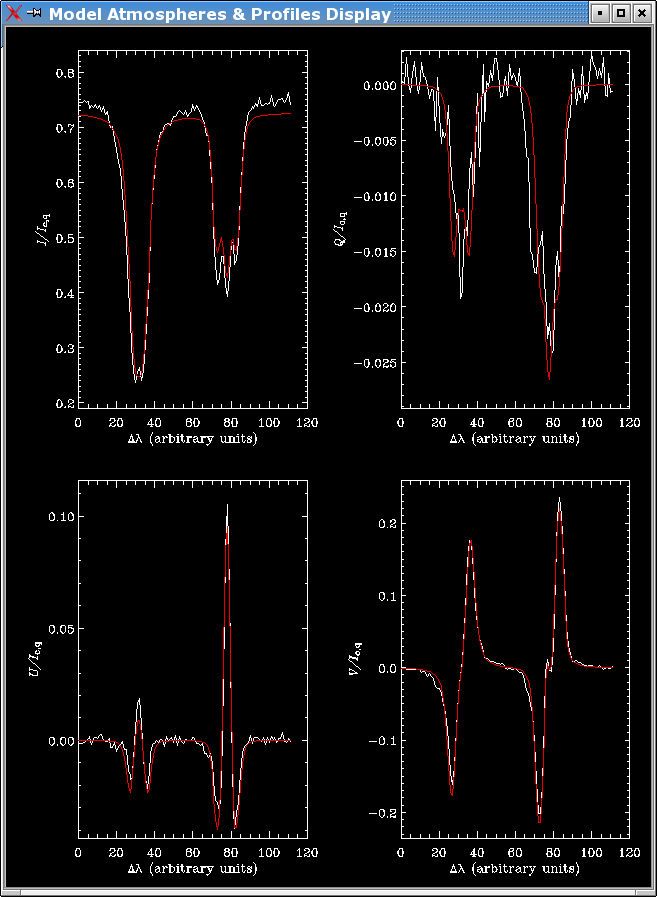 Model Atmospheres & Profiles Display
I/Ic,q
0.8
0.7
0.6
0.5
0.4
0.3
0.2
0 20 40 60 80 100 120
Δλ (arbitrary units)
Q/Ic,q
0.000
−0.005
−0.010
−0.015
−0.020
−0.025
0 20 40 60 80 100 120
Δλ (arbitrary units)
U/Ic,q
0.10
0.05
0.00
0 20 40 60 80 100 120
Δλ (arbitrary units)
V/Ic,q
0.2
0.1
0.0
−0.1
−0.2
0 20 40 60 80 100 120
Δλ (arbitrary units)